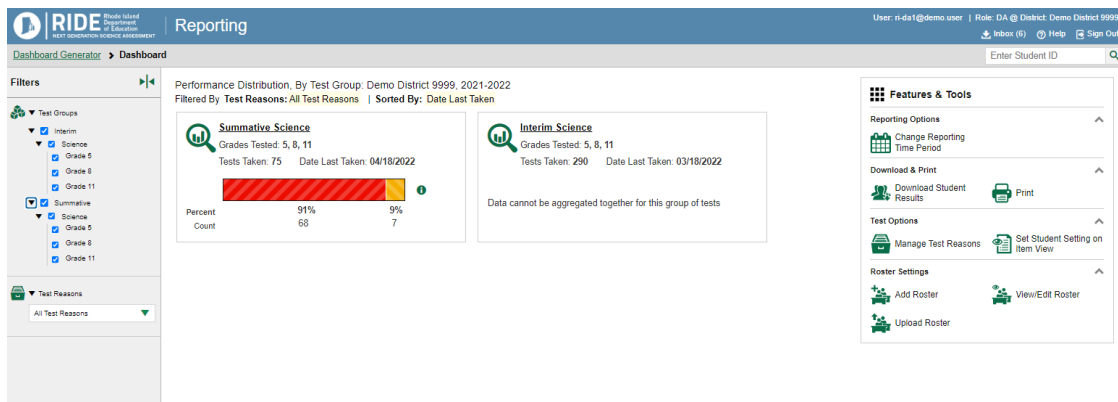 RIDE Rhode Island Department of Education
NEXT GENERATION SCIENCE ASSESSMENT
Reporting
User: ri-da1@demo.user | Role: DA @ District: Demo District 9999
Inbox (6) Help Sign Out
Dashboard Generator > Dashboard
Enter Student ID
Filters
Test Groups
Interim
Science
Grade 5
Grade 8
Grade 11
Summative
Science
Grade 5
Grade 8
Grade 11
Test Reasons
All Test Reasons
Performance Distribution, By Test Group: Demo District 9999, 2021-2022
Filtered By Test Reasons: All Test Reasons | Sorted By: Date Last Taken
Summative Science
Grades Tested: 5, 8, 11
Tests Taken: 75 Date Last Taken: 04/18/2022
Percent 91% 9%
Count 68 7
Interim Science
Grades Tested: 5, 8, 11
Tests Taken: 290 Date Last Taken: 03/18/2022
Data cannot be aggregated together for this group of tests
Features & Tools
Reporting Options
Change Reporting
Time Period
Download & Print
Download Student
Results
Print
Test Options
Manage Test Reasons
Set Student Setting on
Item View
Roster Settings
Add Roster
View/Edit Roster
Upload Roster